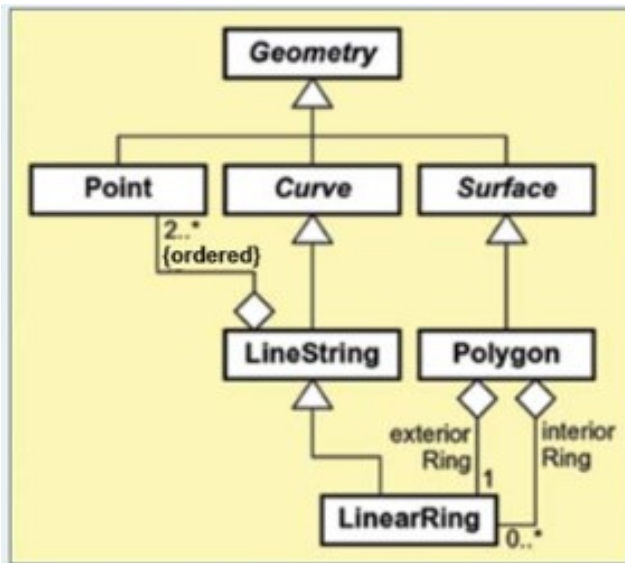 Geometry
Point
Curve
Surface
2..*
{ordered}
LineString
Polygon
exterior
Ring
interior
Ring
1
LinearRing
0..*